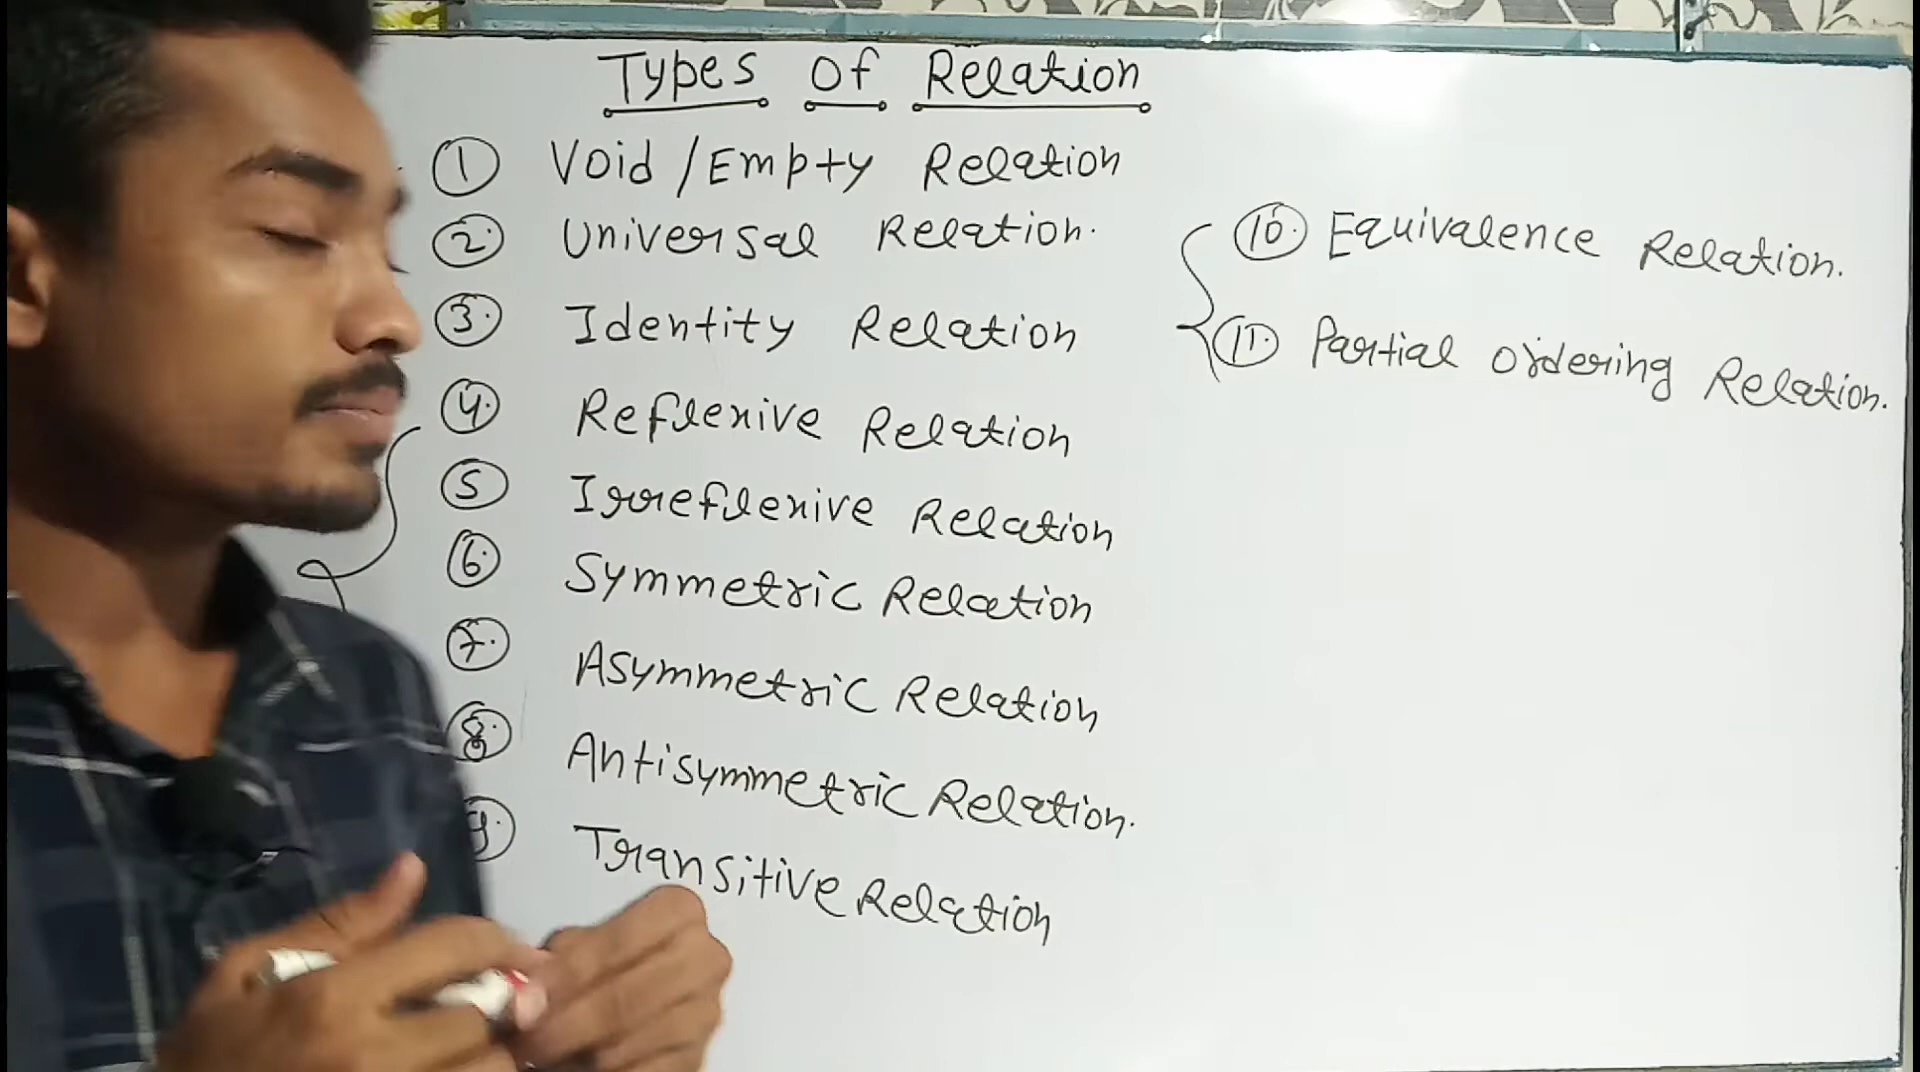 Types of Relation
① Void/Empty Relation
②. Universal Relation.
③. Identity Relation
④. Reflexive Relation
⑤ Irreflexive Relation
⑥. Symmetric Relation
⑦. Asymmetric Relation
⑧. Antisymmetric Relation.
⑨. Transitive Relation
⑩. Equivalence Relation.
⑪. Partial ordering Relation.